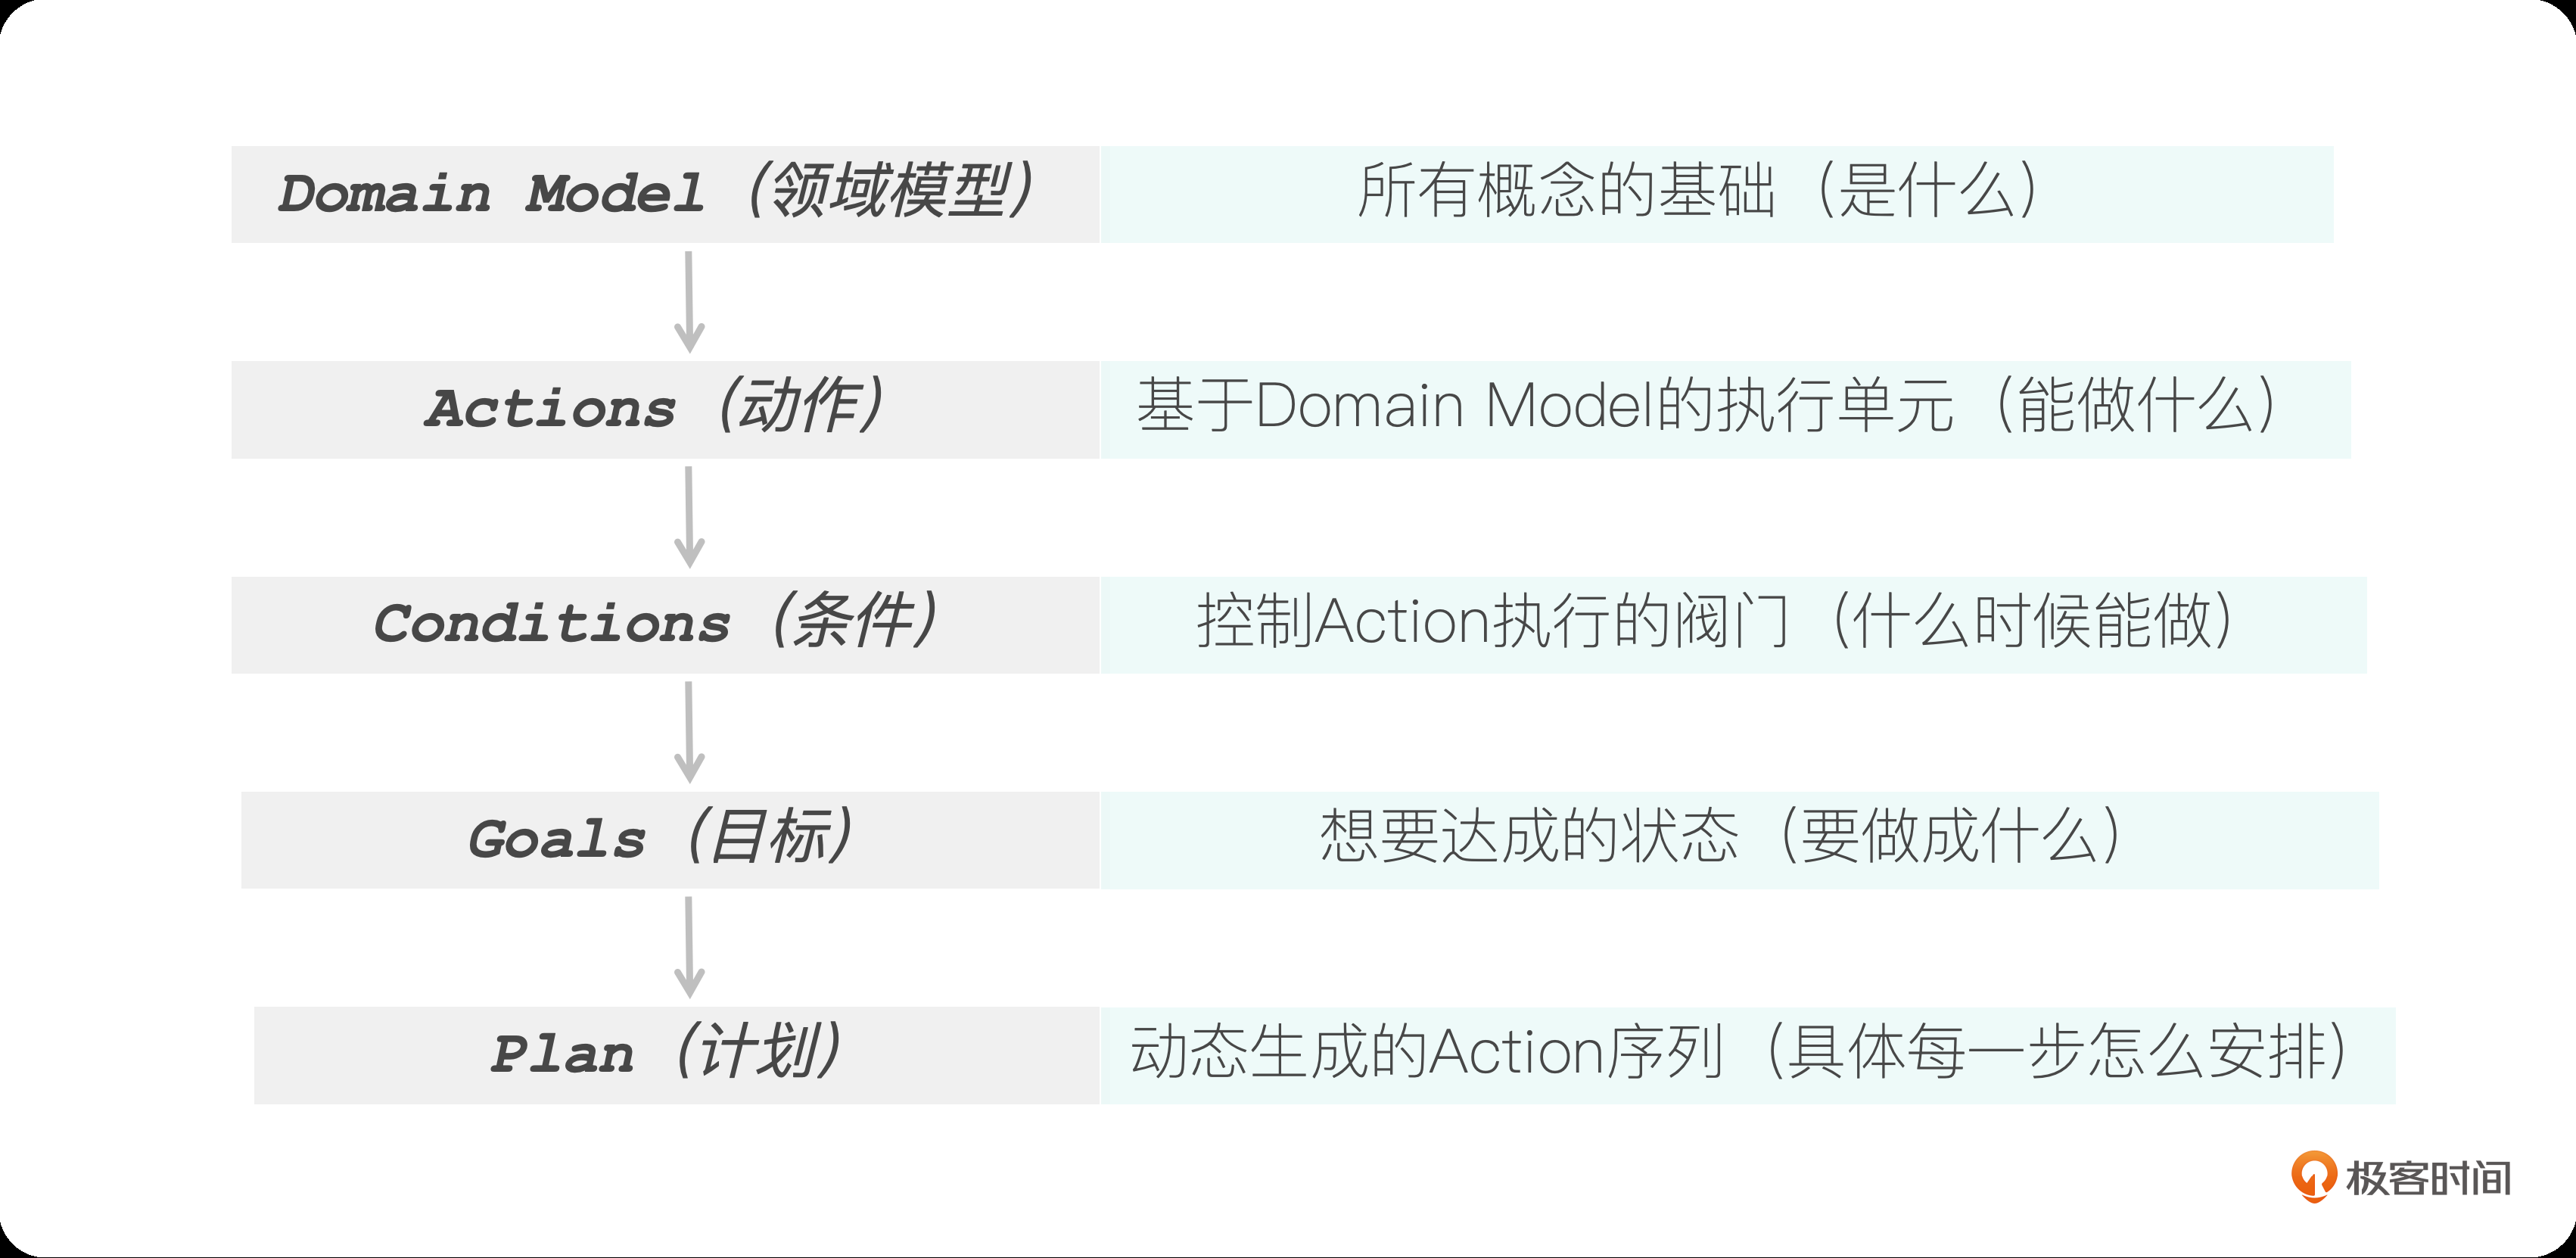 Domain Model（领域模型） 所有概念的基础（是什么）
Actions（动作） 基于Domain Model的执行单元（能做什么）
Conditions（条件） 控制Action执行的阀门（什么时候能做）
Goals（目标） 想要达成的状态（要做成什么）
Plan（计划） 动态生成的Action序列（具体每一步怎么安排）
极客时间